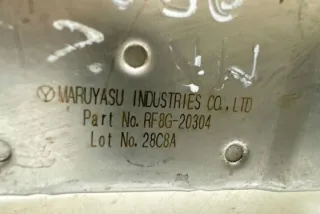 MARUYASU INDUSTRIES CO., LTD
Part No. RF8G-20304
Lot No. 28C8A